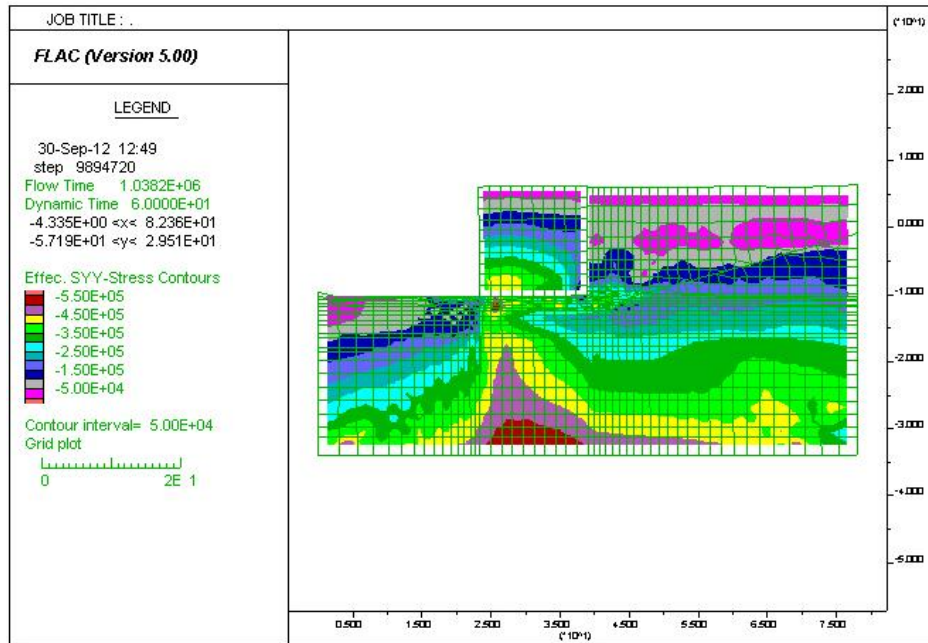 JOB TITLE : .
(*10^1)
FLAC (Version 5.00)
LEGEND
30-Sep-12 12:49
step 9894720
Flow Time 1.0382E+06
Dynamic Time 6.0000E+01
-4.335E+00 <x< 8.236E+01
-5.719E+01 <y< 2.951E+01
Effec. SYY-Stress Contours
-5.50E+05
-4.50E+05
-3.50E+05
-2.50E+05
-1.50E+05
-5.00E+04
Contour interval= 5.00E+04
Grid plot
0 2E 1
2.000
1.000
0.000
-1.000
-2.000
-3.000
-4.000
-5.000
0.500 1.500 2.500 3.500 4.500 5.500 6.500 7.500
(*10^1)